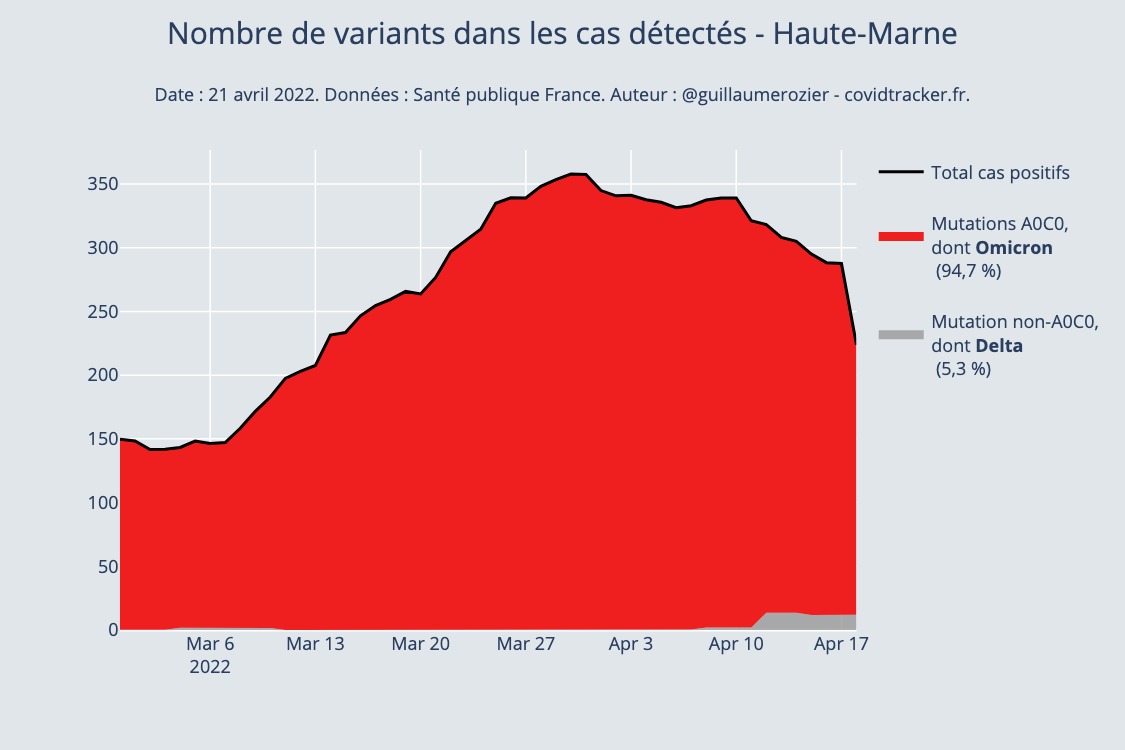 Nombre de variants dans les cas détectés - Haute-Marne
Date : 21 avril 2022. Données : Santé publique France. Auteur : @guillaumerozier - covidtracker.fr.
Total cas positifs
Mutations A0C0,
dont Omicron
(94,7 %)
Mutation non-A0C0,
dont Delta
(5,3 %)
350
300
250
200
150
100
50
0
Mar 6 Mar 13 Mar 20 Mar 27 Apr 3 Apr 10 Apr 17
2022